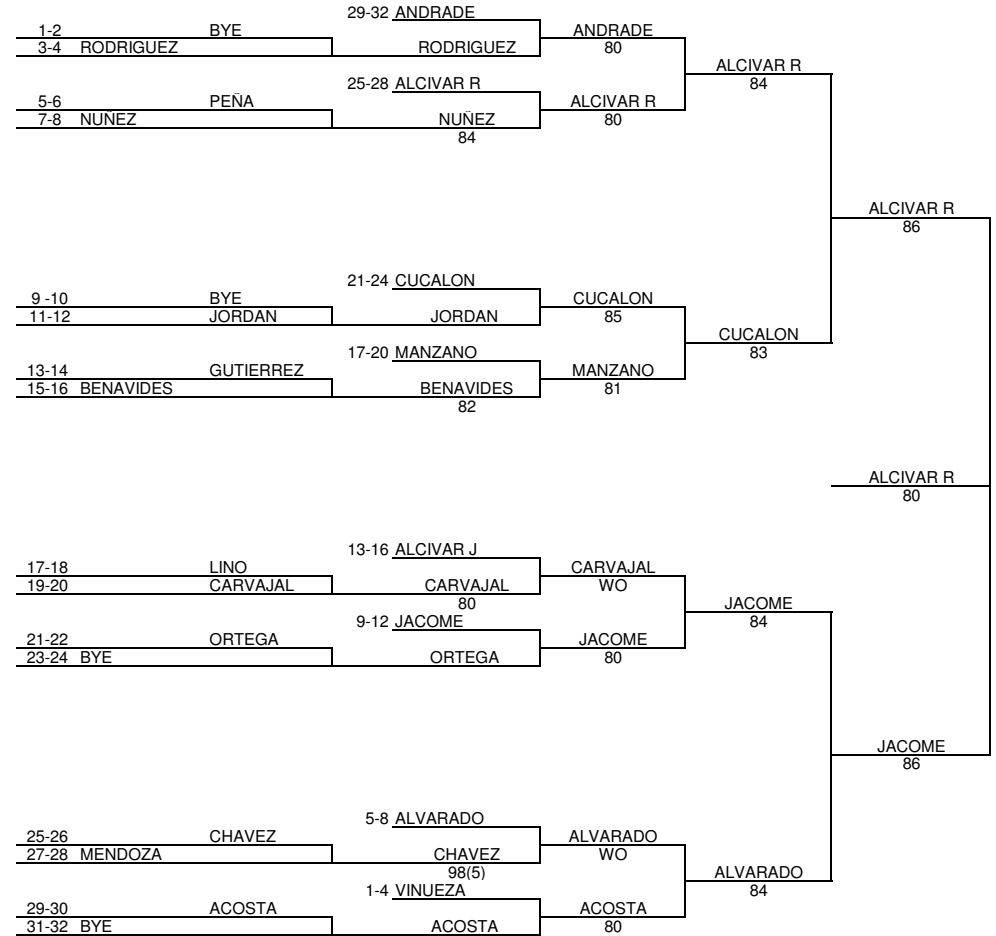 29-32 ANDRADE
1-2 BYE ANDRADE
3-4 RODRIGUEZ RODRIGUEZ 80
ALCIVAR R
25-28 ALCIVAR R 84
5-6 PEÑA ALCIVAR R
7-8 NUÑEZ NUÑEZ 80
84
ALCIVAR R
86
21-24 CUCALON
9 -10 BYE CUCALON
11-12 JORDAN JORDAN 85
CUCALON
17-20 MANZANO 83
13-14 GUTIERREZ MANZANO
15-16 BENAVIDES BENAVIDES 81
82
ALCIVAR R
80
13-16 ALCIVAR J
17-18 LINO CARVAJAL
19-20 CARVAJAL CARVAJAL WO
80 JACOME
9-12 JACOME 84
21-22 ORTEGA JACOME
23-24 BYE ORTEGA 80
JACOME
86
5-8 ALVARADO
25-26 CHAVEZ ALVARADO
27-28 MENDOZA CHAVEZ WO
98(5) ALVARADO
1-4 VINUEZA 84
29-30 ACOSTA ACOSTA
31-32 BYE ACOSTA 80